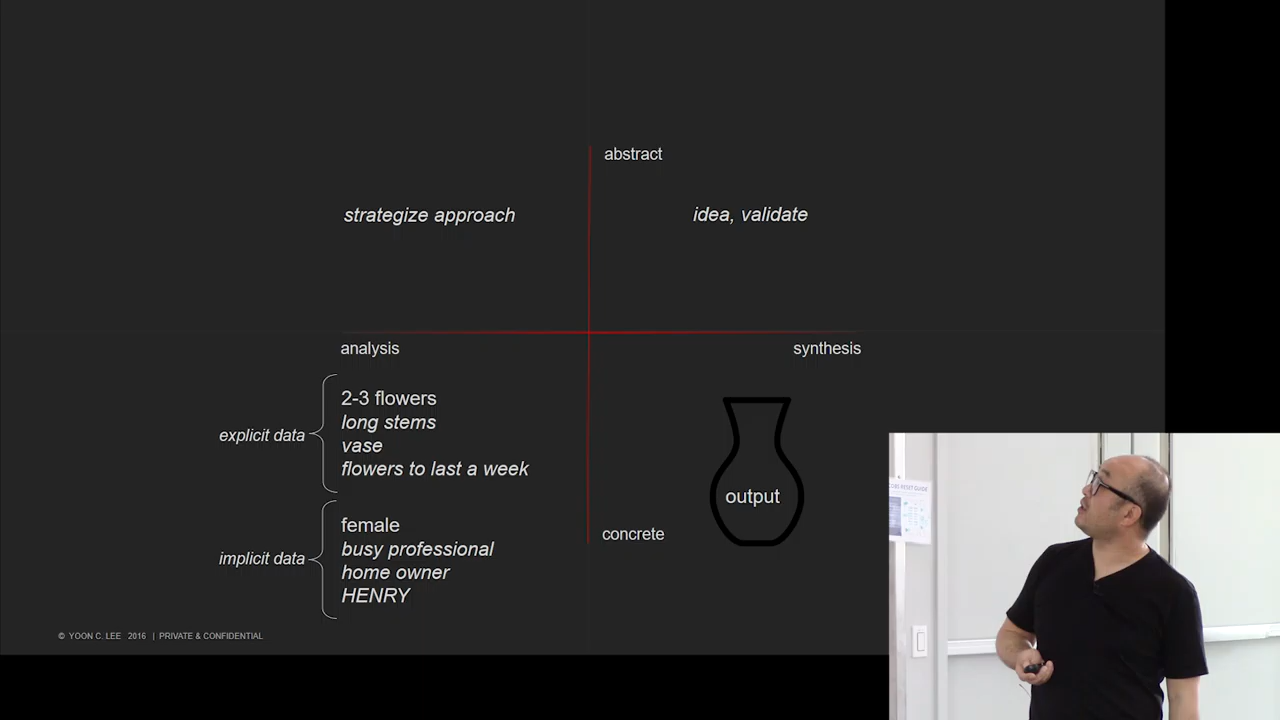 abstract
strategize approach
idea, validate
analysis
synthesis
explicit data
2-3 flowers
long stems
vase
flowers to last a week
output
concrete
implicit data
female
busy professional
home owner
HENRY
© YOON C. LEE 2016 | PRIVATE & CONFIDENTIAL